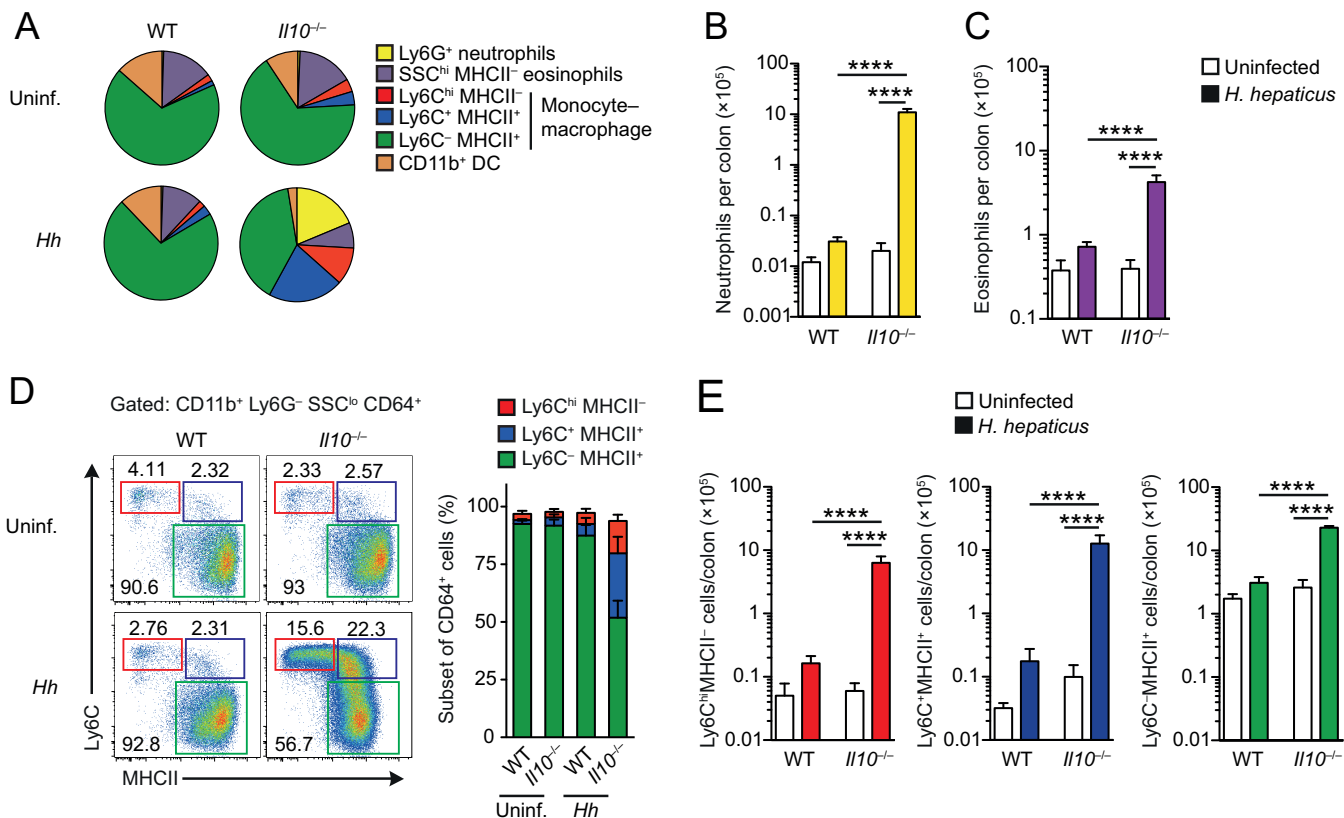 A
WT
Il10–/–
Uninf.
Hh
Ly6G+ neutrophils
SSChi MHCII– eosinophils
Ly6Chi MHCII–
Ly6C+ MHCII+
Ly6C– MHCII+
Monocyte–
macrophage
CD11b+ DC
B
Neutrophils per colon (×10⁵)
100
10
1
0.1
0.01
0.001
****
****
WT
Il10–/–
C
Eosinophils per colon (×10⁵)
100
10
1
0.1
****
****
WT
Il10–/–
Uninfected
H. hepaticus
D
Gated: CD11b+ Ly6G– SSClo CD64+
WT
Il10–/–
Uninf.
4.11
2.32
90.6
2.33
2.57
93
Hh
2.76
2.31
92.8
15.6
22.3
56.7
Ly6C
MHCII
Ly6Chi MHCII–
Ly6C+ MHCII+
Ly6C– MHCII+
Subset of CD64+ cells (%)
100
75
50
25
0
WT
Il10–/–
WT
Il10–/–
Uninf.
Hh
E
Uninfected
H. hepaticus
Ly6ChiMHCII– cells/colon (×10⁵)
100
10
1
0.1
0.01
****
****
WT
Il10–/–
Ly6C+MHCII+ cells/colon (×10⁵)
100
10
1
0.1
0.01
****
****
WT
Il10–/–
Ly6C–MHCII+ cells/colon (×10⁵)
100
10
1
0.1
0.01
****
****
WT
Il10–/–